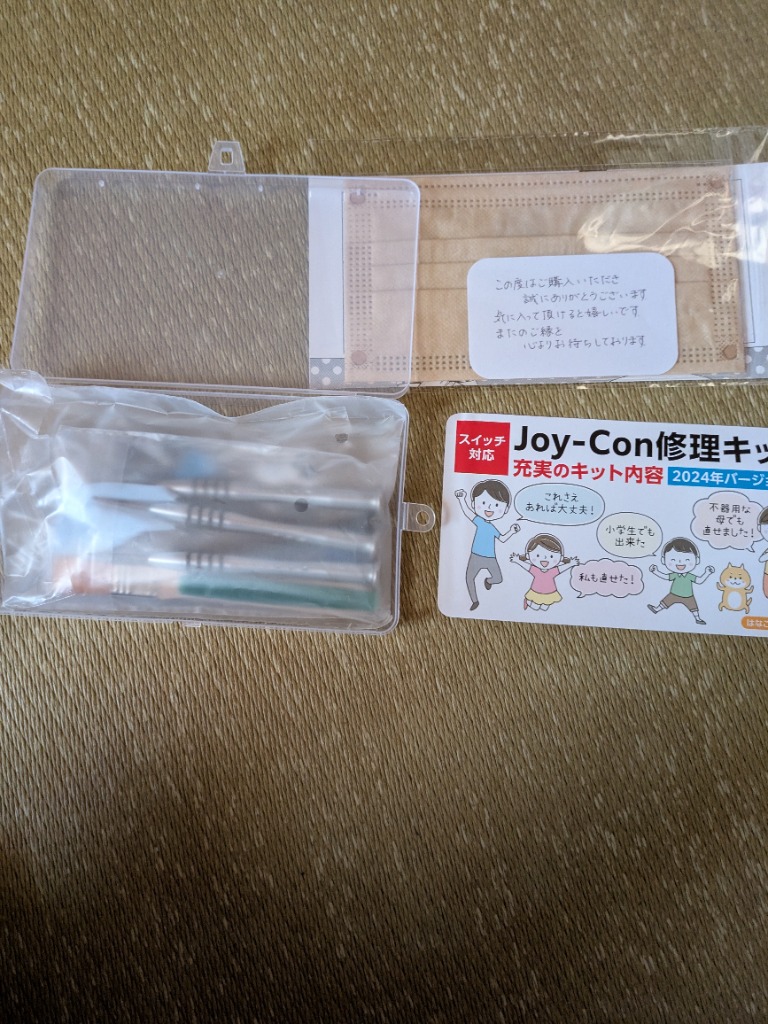 この度はご購入いただき
誠にありがとうございます
気に入って頂けると嬉しいです
またのご縁を
心よりお待ちしております
スイッチ
対応
Joy-Con修理キッ
充実のキット内容
2024年バージョ
これさえ
あれば大丈夫！
小学生でも
出来た
不器用な
母でも
直せました！
私も直せた！
はなこ